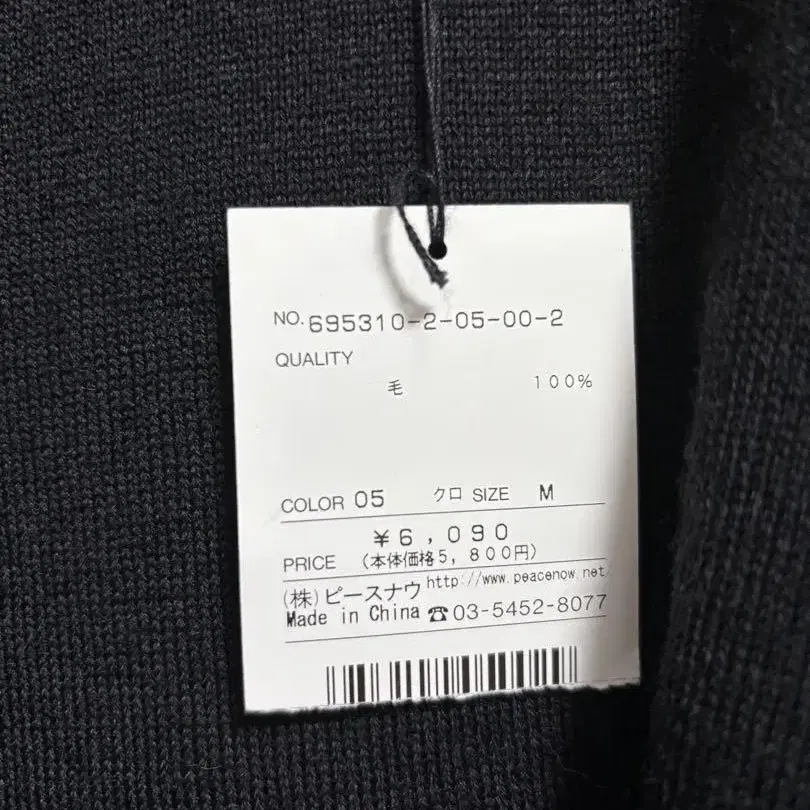 NO. 695310-2-05-00-2
QUALITY
毛 100%
COLOR 05 クロ SIZE M
¥6,090
PRICE (本体価格5,800円)
(株)ピースナウ http://www.peacenow.net
Made in China ☎03-5452-8077